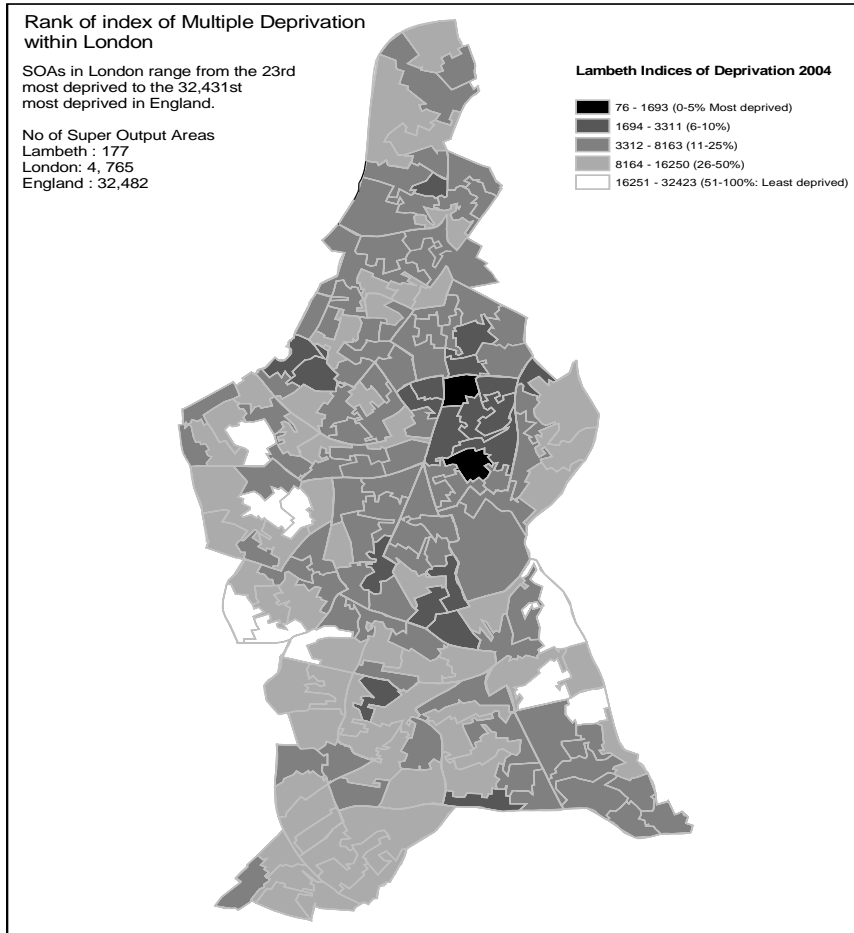 Rank of index of Multiple Deprivation
within London
SOAs in London range from the 23rd
most deprived to the 32,431st
most deprived in England.
No of Super Output Areas
Lambeth : 177
London: 4, 765
England : 32,482
Lambeth Indices of Deprivation 2004
76 - 1693 (0-5% Most deprived)
1694 - 3311 (6-10%)
3312 - 8163 (11-25%)
8164 - 16250 (26-50%)
16251 - 32423 (51-100%: Least deprived)